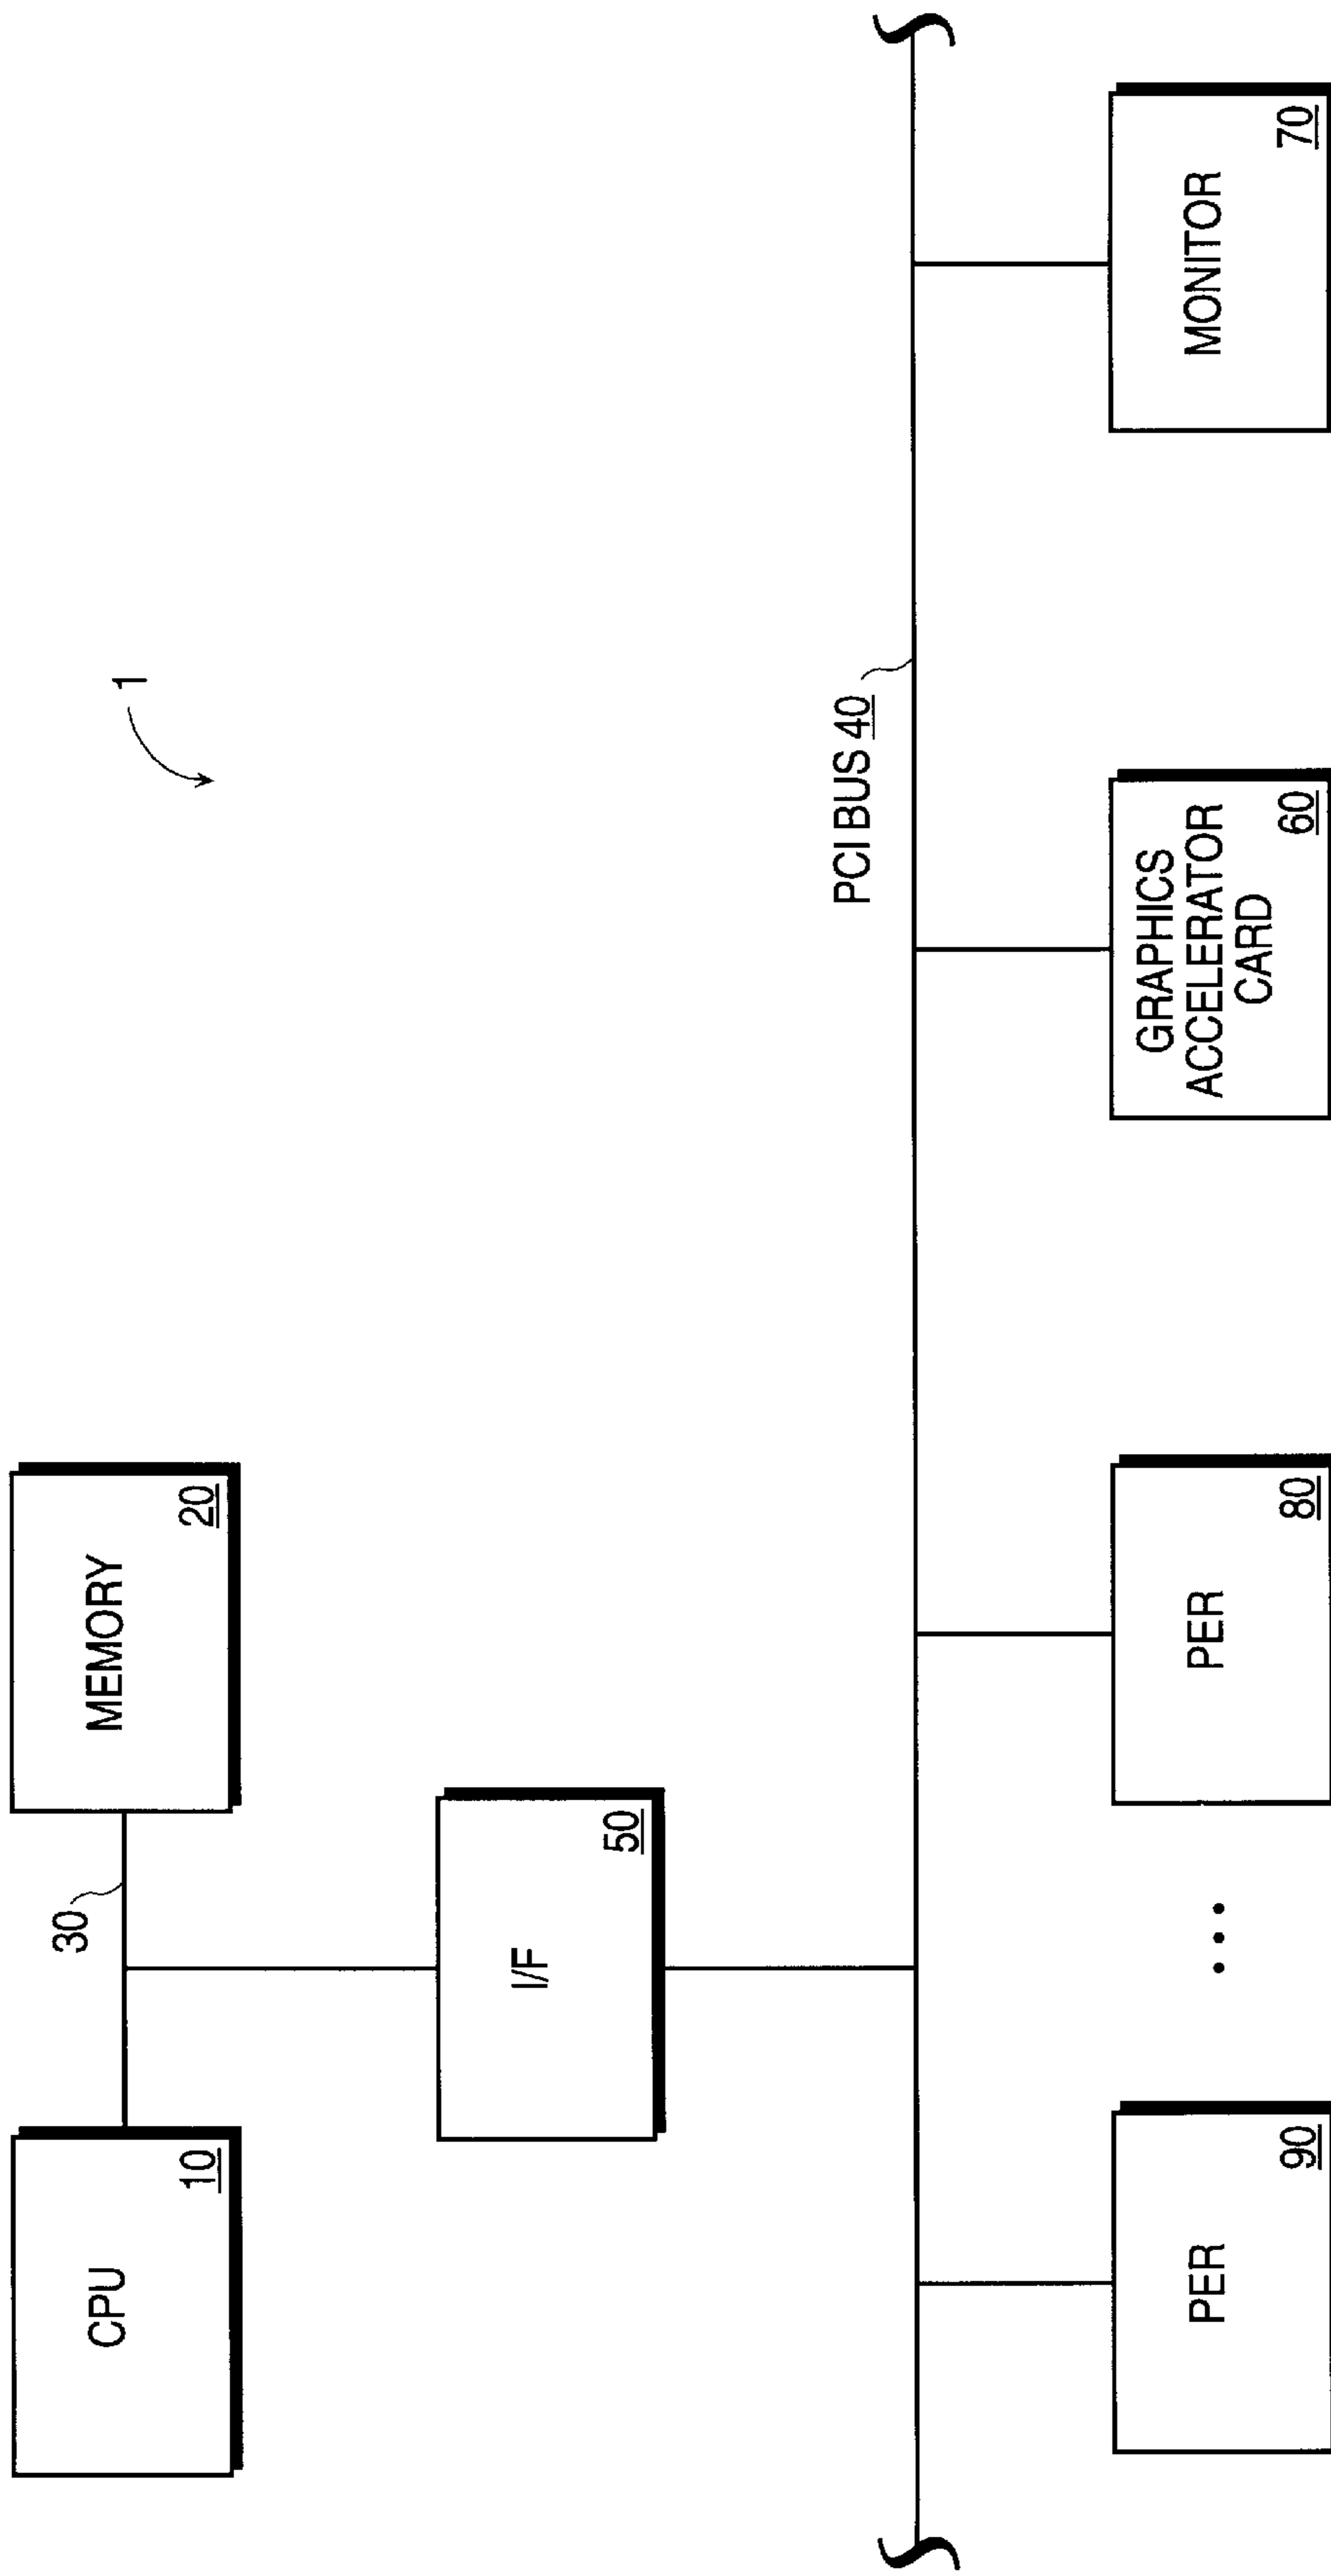 1
CPU
10
30
MEMORY
20
I/F
50
PCI BUS 40
PER
90
...
PER
80
GRAPHICS
ACCELERATOR
CARD
60
MONITOR
70